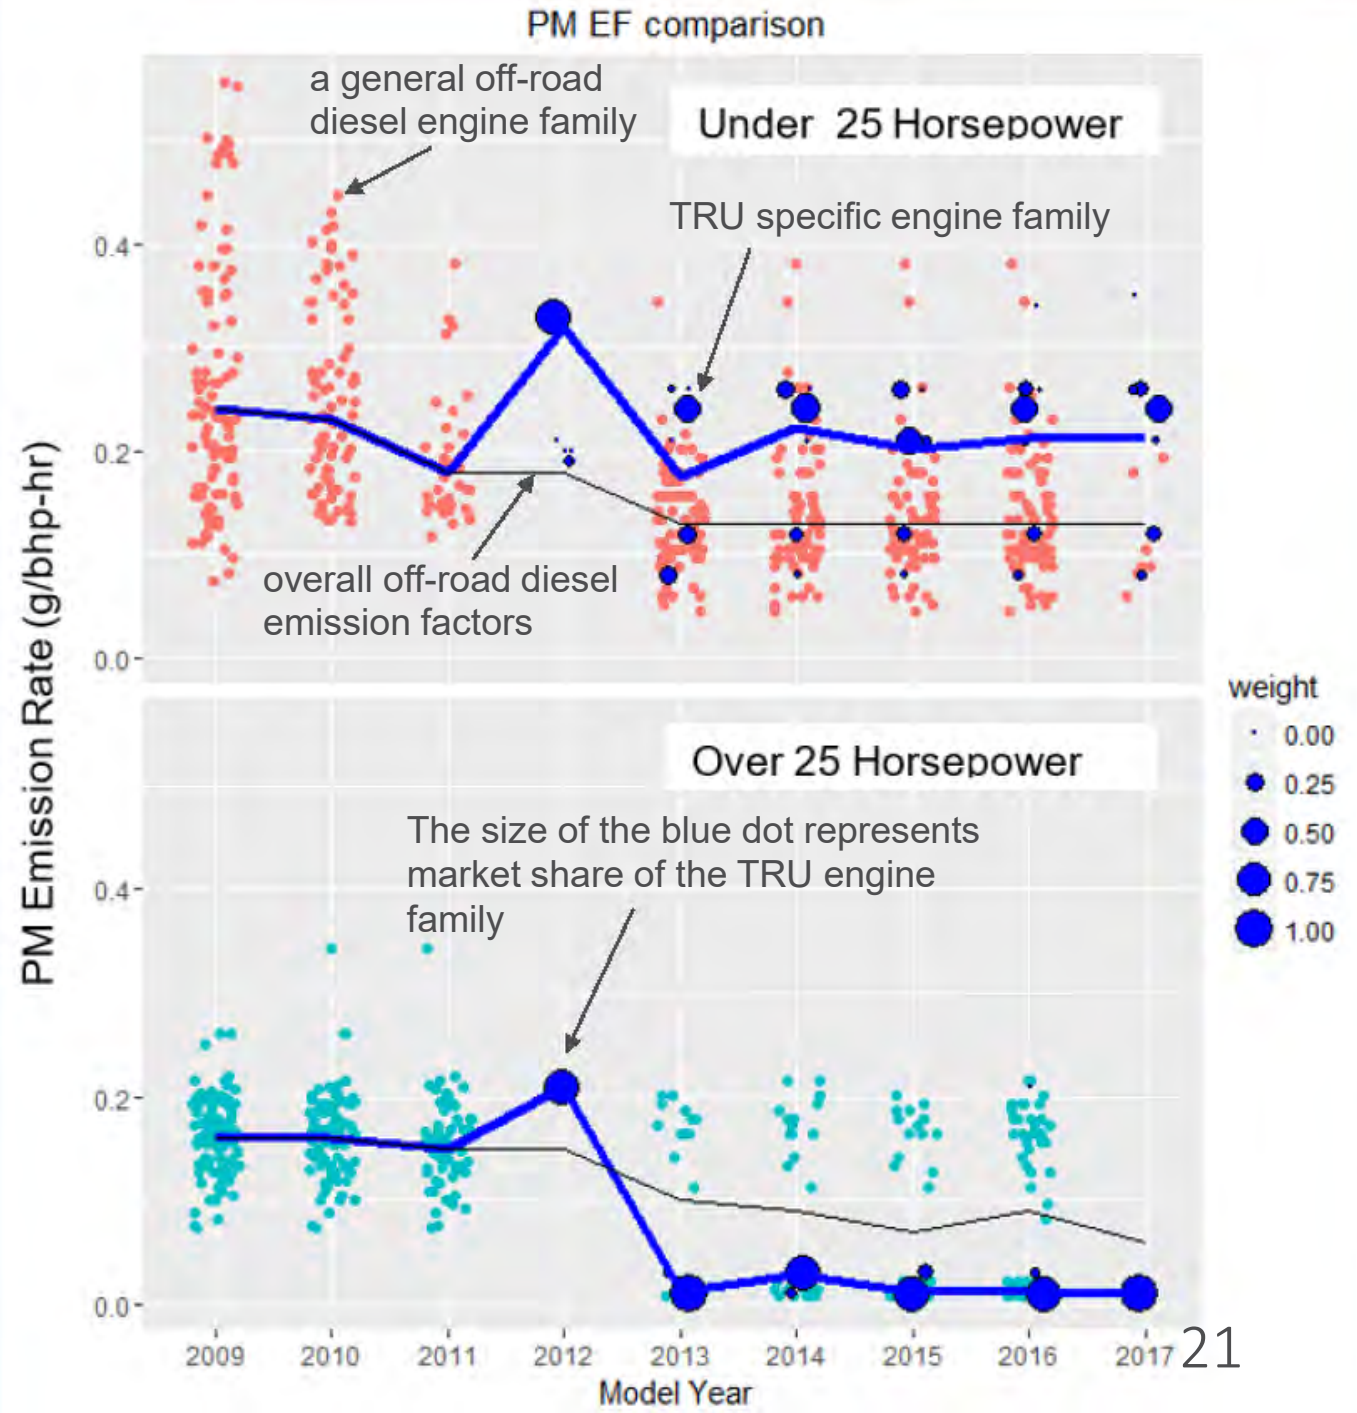 PM EF comparison
a general off-road
diesel engine family
Under 25 Horsepower
TRU specific engine family
0.4
0.2
overall off-road diesel
emission factors
0.0
PM Emission Rate (g/bhp-hr)
weight
0.00
0.25
0.50
0.75
1.00
Over 25 Horsepower
The size of the blue dot represents
market share of the TRU engine
family
0.4
0.2
0.0
2009 2010 2011 2012 2013 2014 2015 2016 2017
Model Year
21